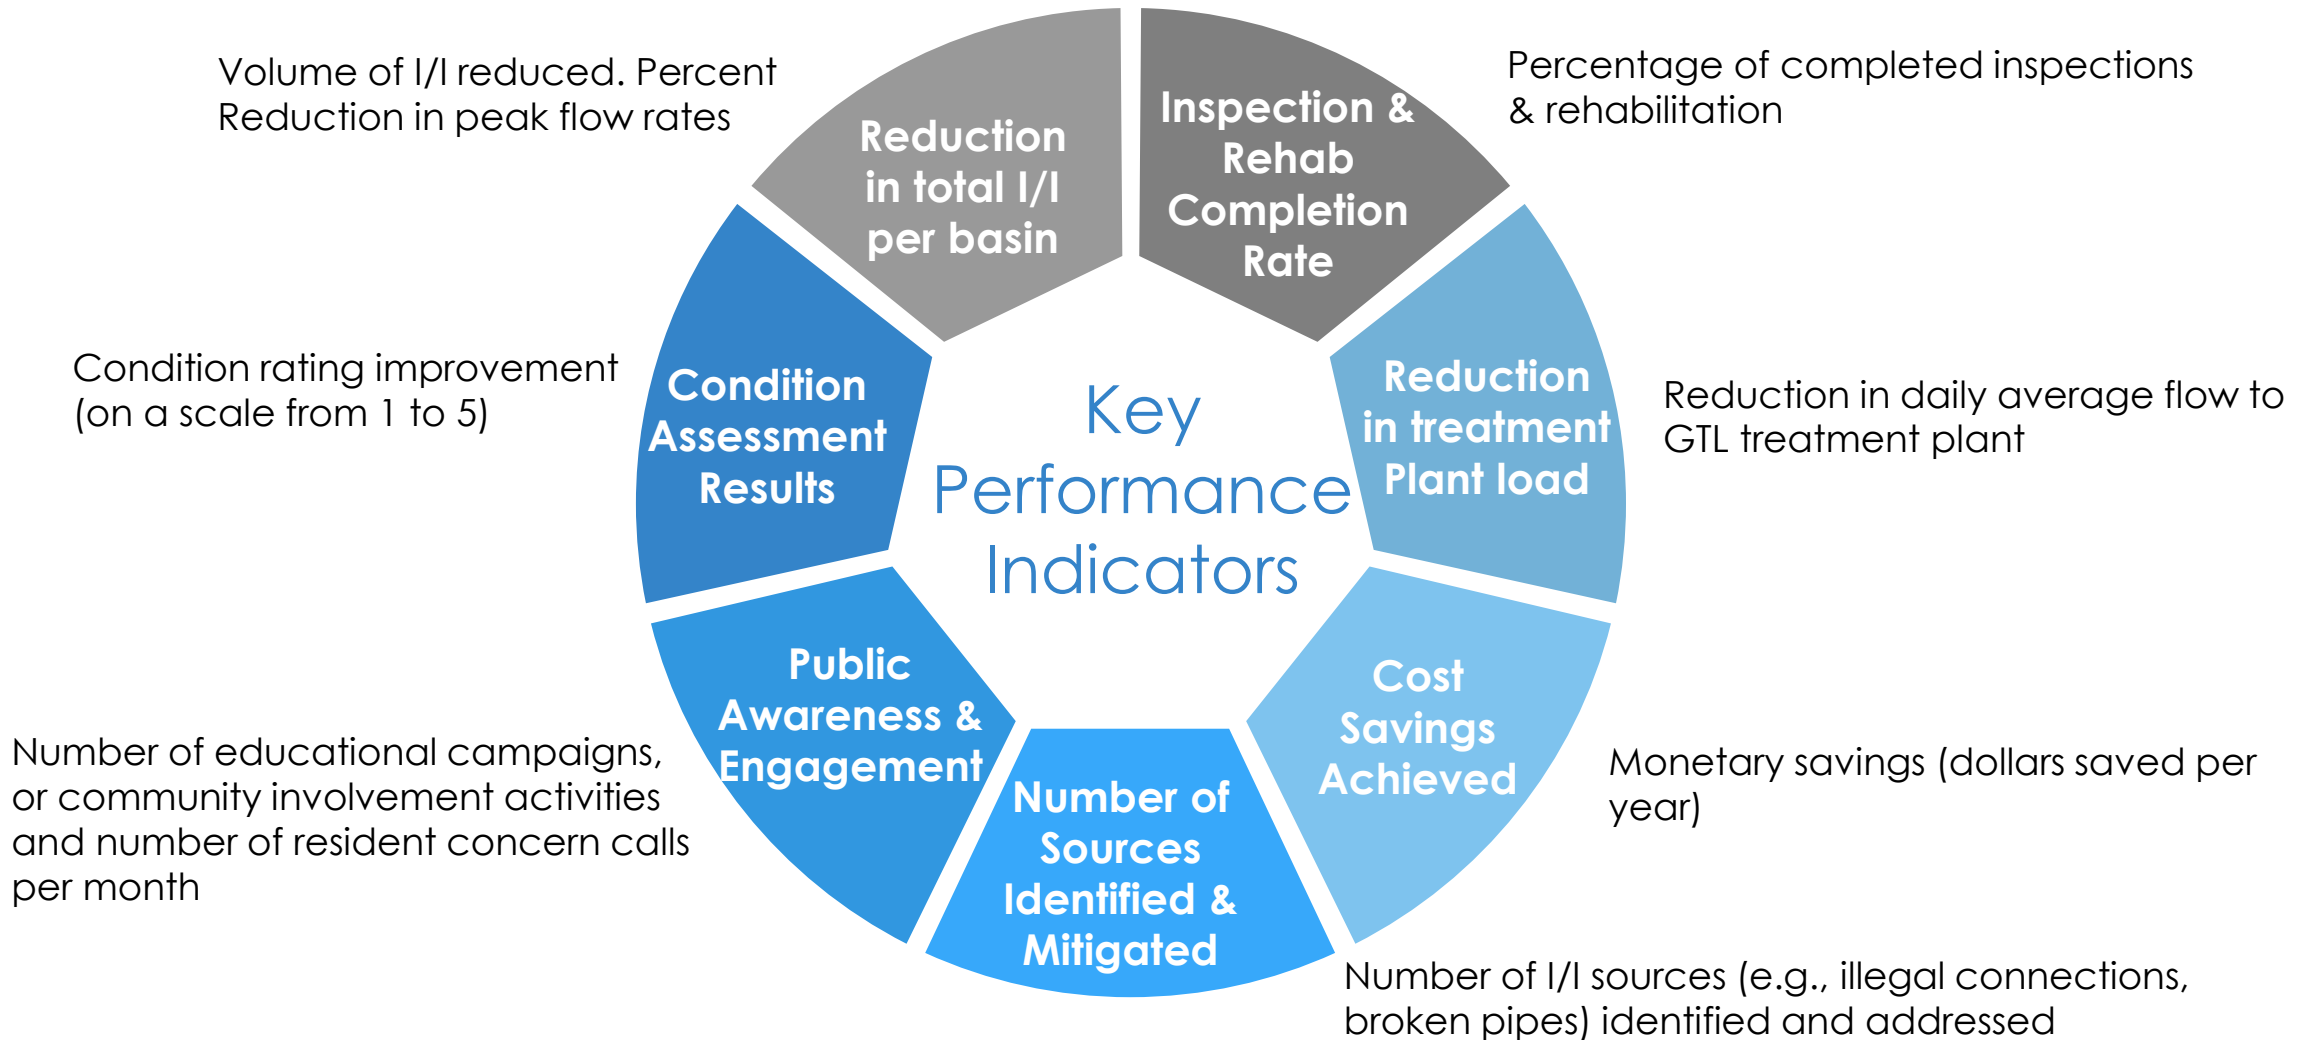 Volume of I/I reduced. Percent
Reduction in peak flow rates
Reduction
in total I/I
per basin
Inspection &
Rehab
Completion
Rate
Percentage of completed inspections
& rehabilitation
Condition rating improvement
(on a scale from 1 to 5)
Condition
Assessment
Results
Key
Performance
Indicators
Reduction
in treatment
Plant load
Reduction in daily average flow to
GTL treatment plant
Number of educational campaigns,
or community involvement activities
and number of resident concern calls
per month
Public
Awareness &
Engagement
Number of
Sources
Identified &
Mitigated
Cost
Savings
Achieved
Monetary savings (dollars saved per
year)
Number of I/I sources (e.g., illegal connections,
broken pipes) identified and addressed